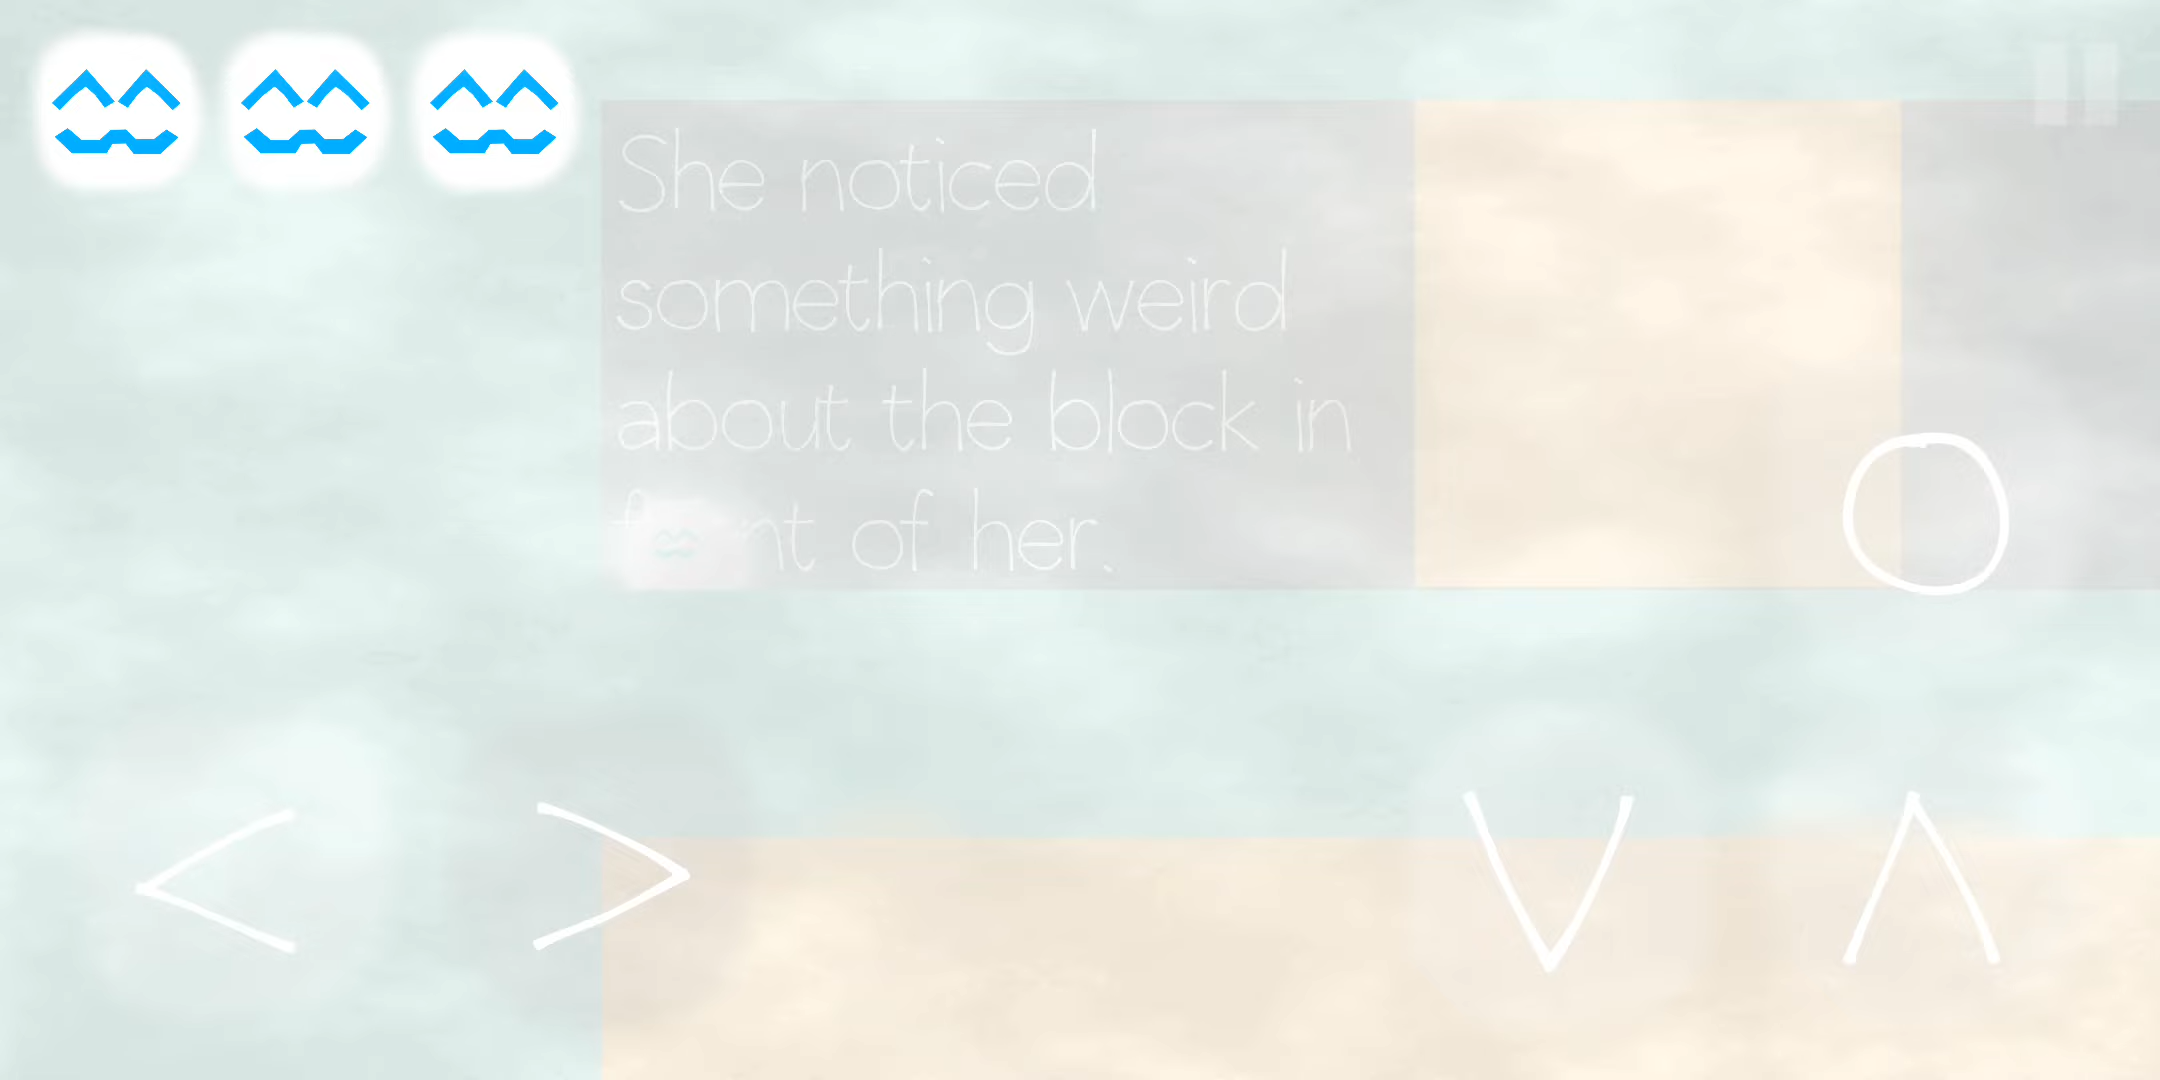 She noticed
something weird
about the block in
nt of her.